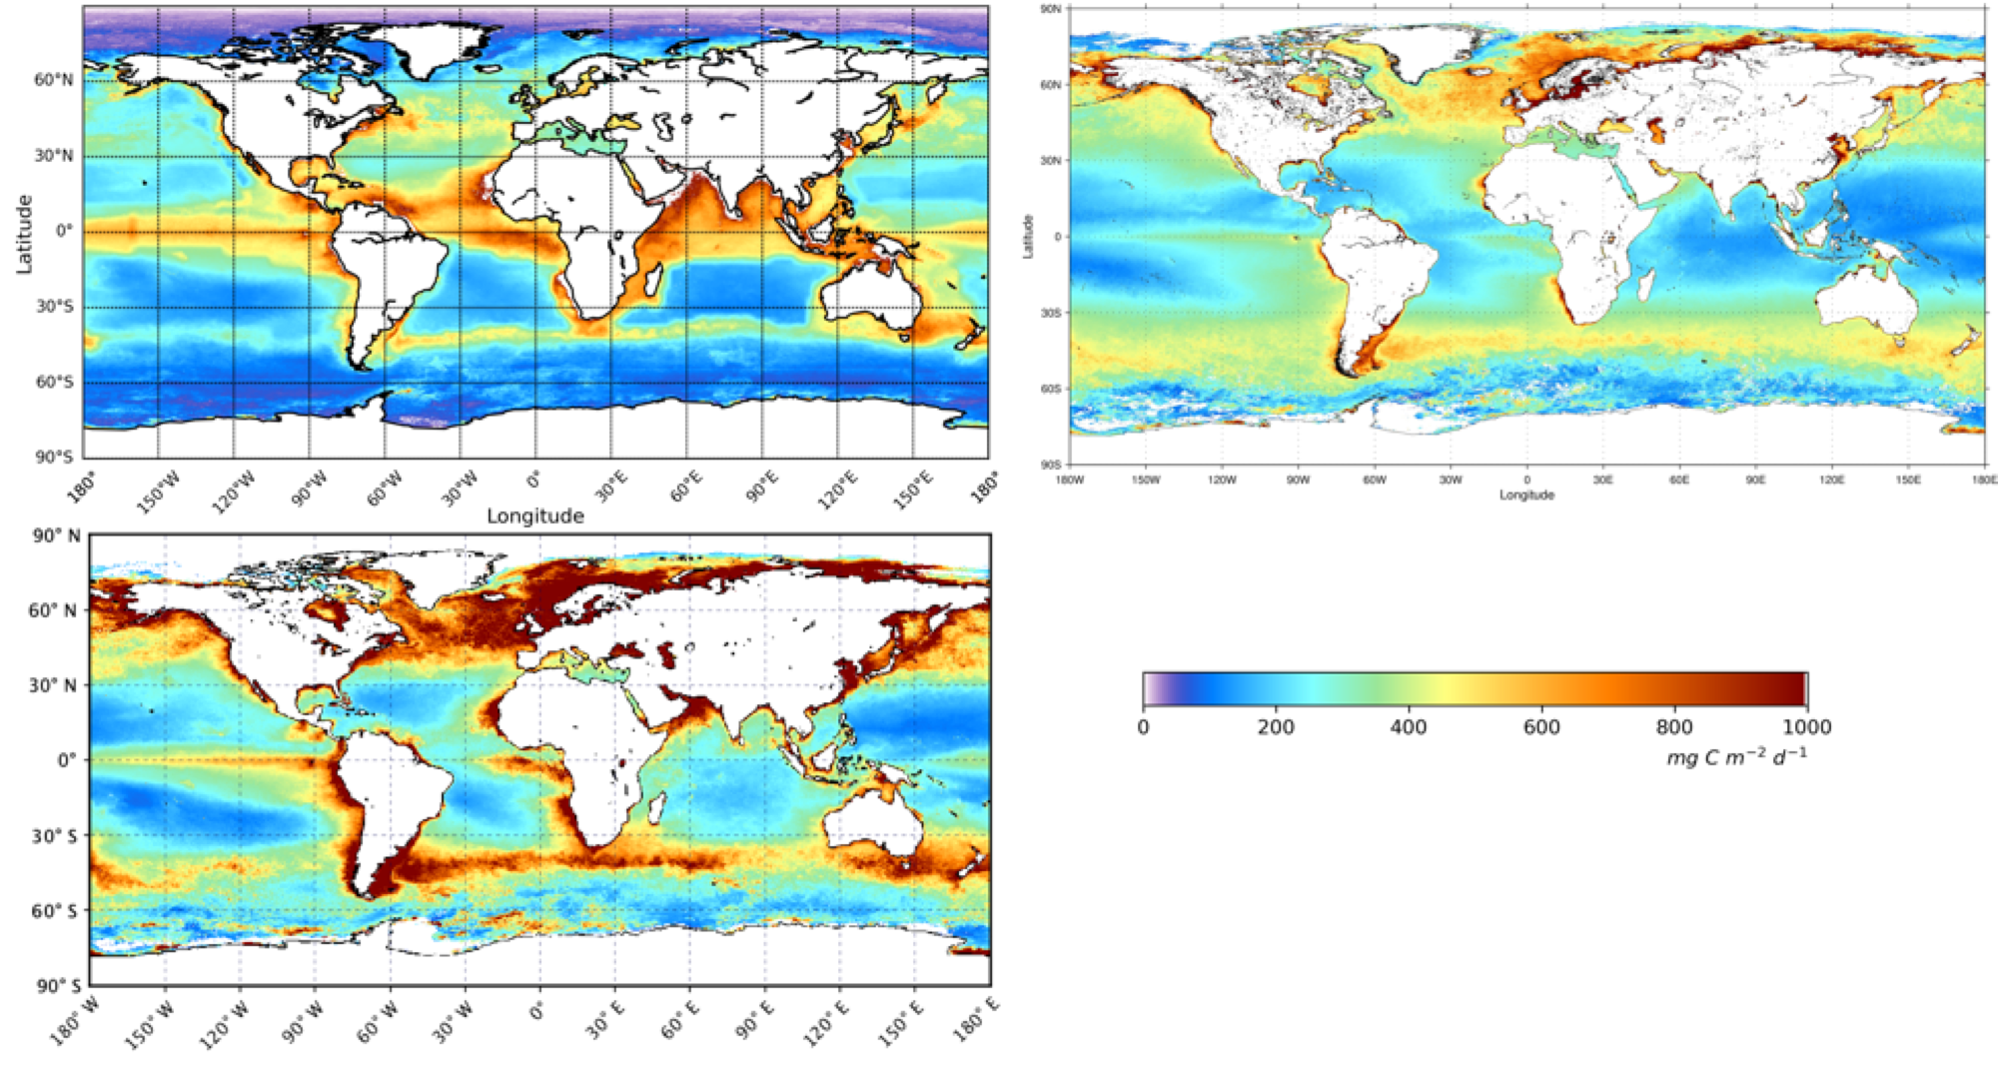 60°N
30°N
0°
30°S
60°S
90°S
Latitude
180° 150°W 120°W 90°W 60°W 30°W 0° 30°E 60°E 90°E 120°E 150°E 180°
Longitude
90N
60N
30N
0
30S
60S
90S
Latitude
180W 150W 120W 90W 60W 30W 0 30E 60E 90E 120E 150E 180E
Longitude
90° N
60° N
30° N
0°
30° S
60° S
90° S
180° W 150° W 120° W 90° W 60° W 30° W 0° 30° E 60° E 90° E 120° E 150° E 180° E
0 200 400 600 800 1000
mg C m⁻² d⁻¹